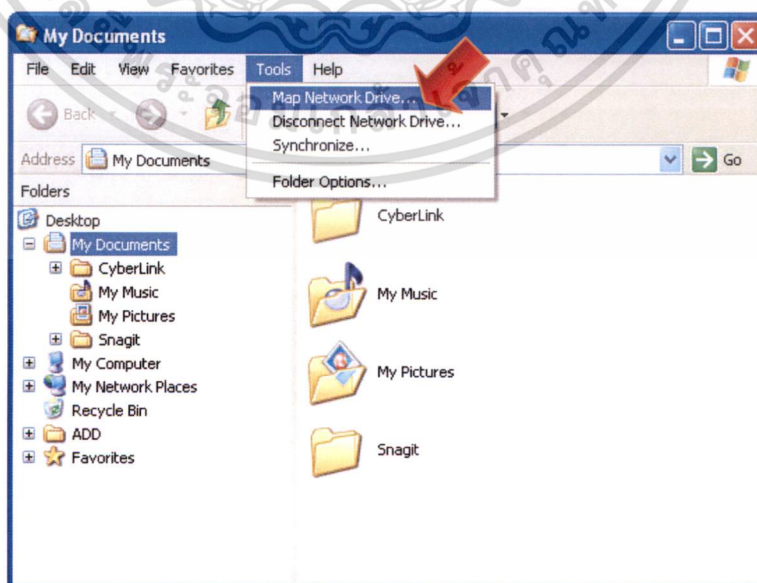 My Documents
File Edit View Favorites Tools Help
Map Network Drive...
Disconnect Network Drive...
Synchronize...
Folder Options...
Back
Address My Documents Go
Folders
Desktop
My Documents
CyberLink
My Music
My Pictures
Snagit
My Computer
My Network Places
Recycle Bin
ADD
Favorites
CyberLink
My Music
My Pictures
Snagit